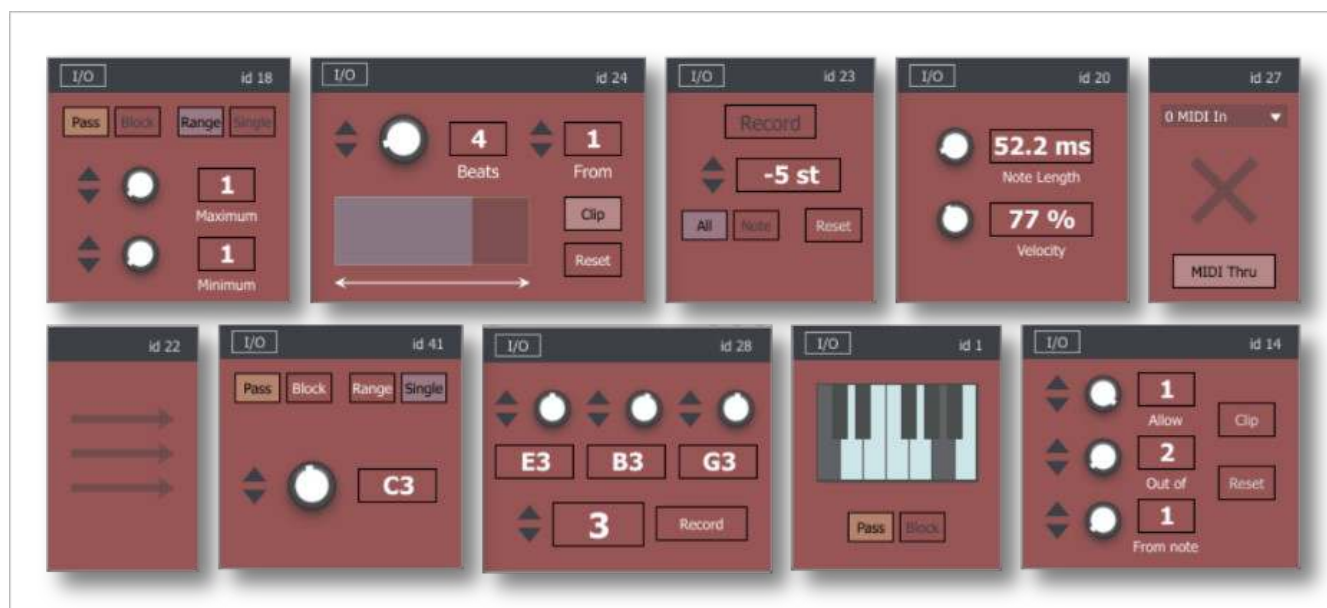 I/O id 18
Pass Block Range Single
1
Maximum
1
Minimum
I/O id 24
4 1
Beats From
Clip
Reset
I/O id 23
Record
-5 st
All Note Reset
I/O id 20
52.2 ms
Note Length
77 %
Velocity
id 27
0 MIDI In
MIDI Thru
id 22
I/O id 41
Pass Block Range Single
C3
I/O id 28
E3 B3 G3
3 Record
I/O id 1
Pass Block
I/O id 14
1
Allow Clip
2
Out of Reset
1
From note